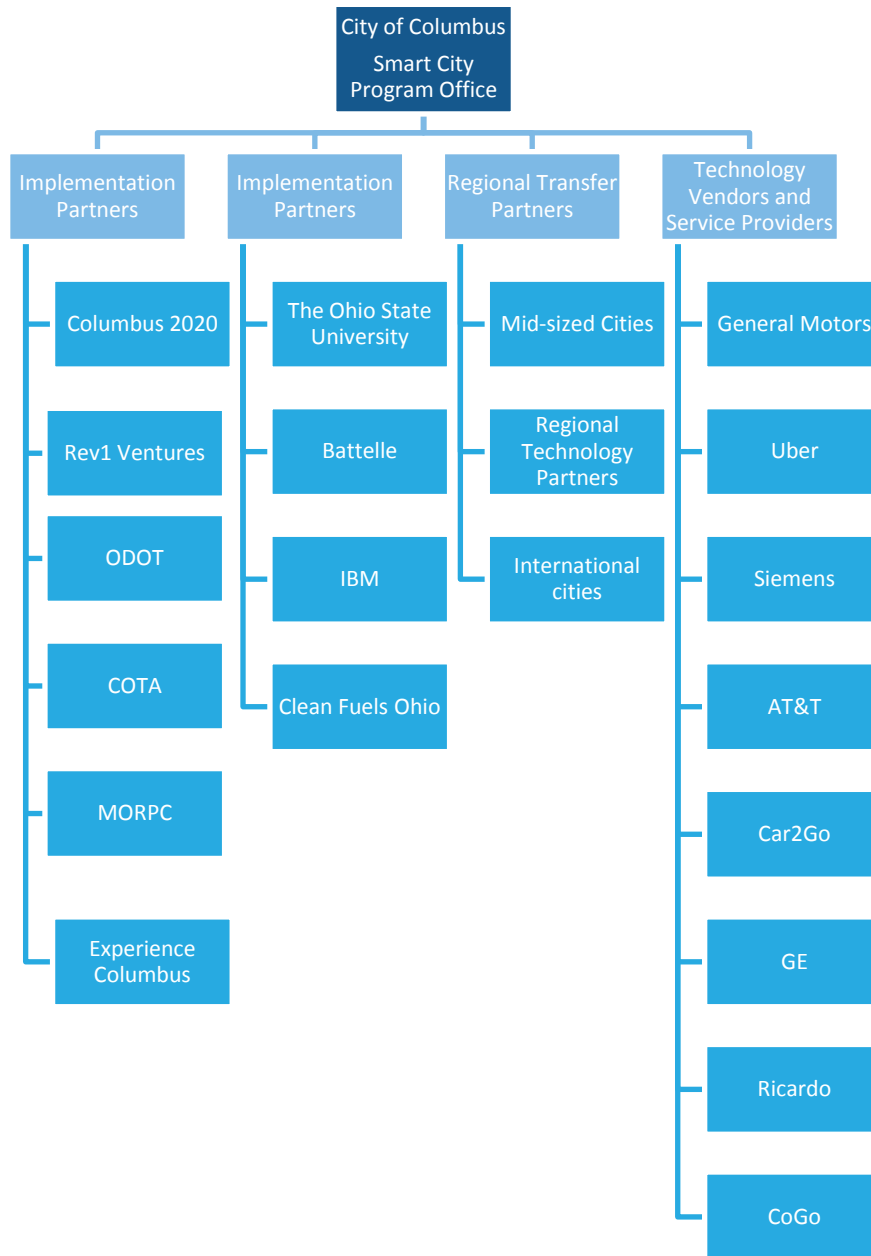 City of Columbus
Smart City
Program Office
Implementation
Partners
Columbus 2020
Rev1 Ventures
ODOT
COTA
MORPC
Experience
Columbus
Implementation
Partners
The Ohio State
University
Battelle
IBM
Clean Fuels Ohio
Regional Transfer
Partners
Mid-sized Cities
Regional
Technology
Partners
International
cities
Technology
Vendors and
Service Providers
General Motors
Uber
Siemens
AT&T
Car2Go
GE
Ricardo
CoGo